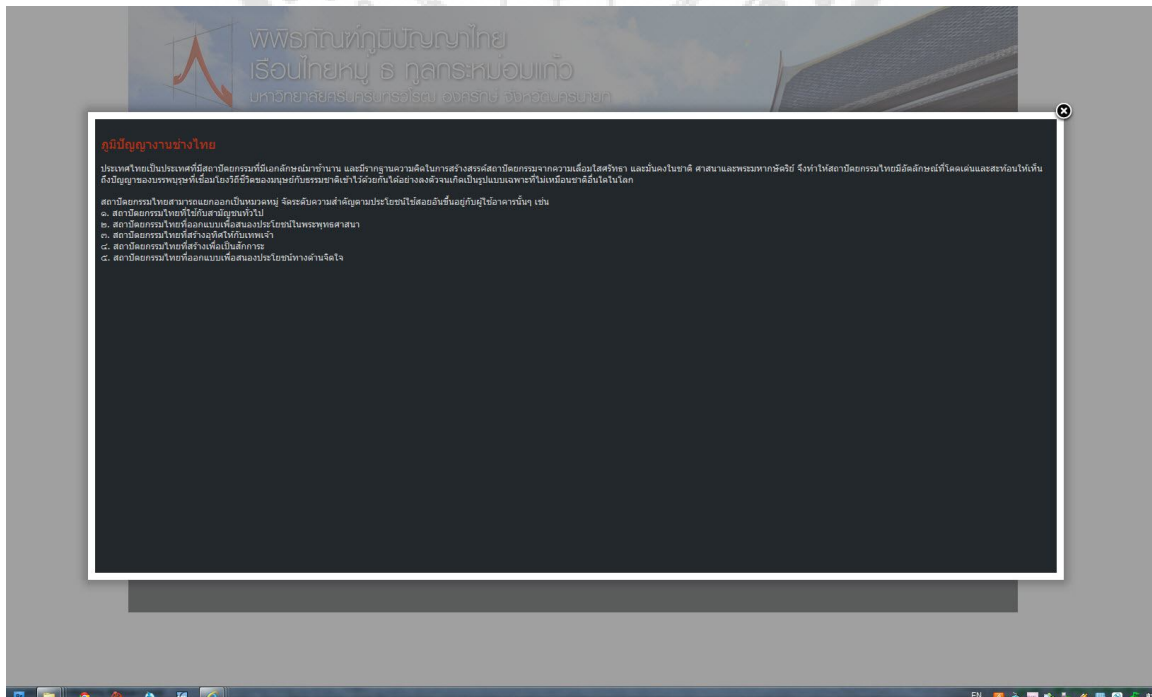 พิพิธภัณฑ์ภูมิปัญญาไทย
เรือนไทยหมู่ ๕ ทูลกระหม่อมแก้ว
มหาวิทยาลัยศรีนครินทรวิโรฒ องครักษ์ จังหวัดนครนายก
ภูมิปัญญางานช่างไทย
ประเทศไทยเป็นประเทศที่มีสถาปัตยกรรมที่มีเอกลักษณ์มาช้านาน และมีรากฐานความคิดในการสร้างสรรค์สถาปัตยกรรมจากความเลื่อมใสศรัทธา และมั่นคงในชาติ ศาสนาและพระมหากษัตริย์ จึงทำให้สถาปัตยกรรมไทยมีอัตลักษณ์ที่โดดเด่นและสะท้อนให้เห็น
ถึงปัญญาของบรรพบุรุษที่เชื่อมโยงวิถีชีวิตของมนุษย์กับธรรมชาติเข้าไว้ด้วยกันได้อย่างลงตัวจนเกิดเป็นรูปแบบเฉพาะที่ไม่เหมือนชาติอื่นใดในโลก
สถาปัตยกรรมไทยสามารถแยกออกเป็นหมวดหมู่ จัดระดับความสำคัญตามประโยชน์ใช้สอยอันขึ้นอยู่กับผู้ใช้อาคารนั้นๆ เช่น
๑. สถาปัตยกรรมไทยที่ใช้กับสามัญชนทั่วไป
๒. สถาปัตยกรรมไทยที่ออกแบบเพื่อสนองประโยชน์ในพระพุทธศาสนา
๓. สถาปัตยกรรมไทยที่สร้างอุทิศให้กับเทพเจ้า
๔. สถาปัตยกรรมไทยที่สร้างเพื่อเป็นสักการะ
๕. สถาปัตยกรรมไทยที่ออกแบบเพื่อสนองประโยชน์ทางด้านจิตใจ
EN